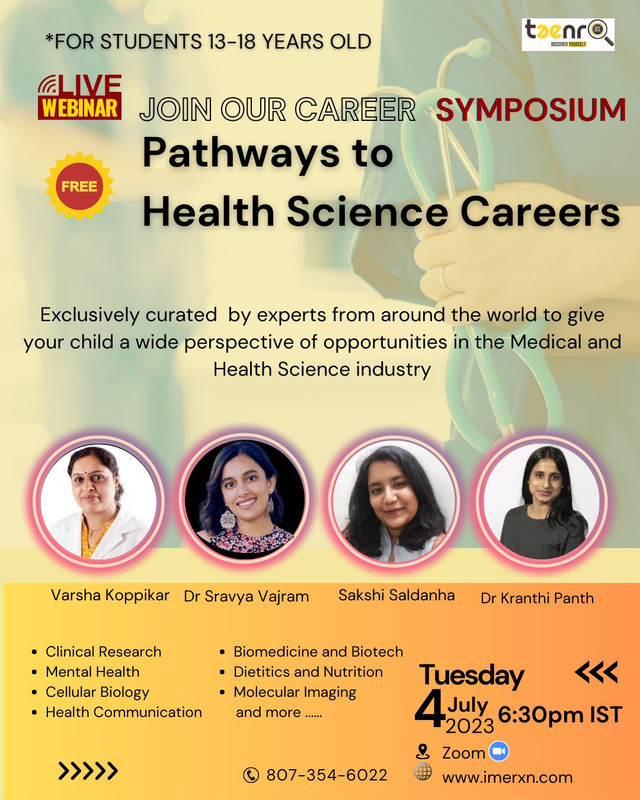 *FOR STUDENTS 13-18 YEARS OLD
taenr
DISCOVER YOURSELF
LIVE
WEBINAR
JOIN OUR CAREER SYMPOSIUM
Pathways to
FREE
Health Science Careers
Exclusively curated by experts from around the world to give
your child a wide perspective of opportunities in the Medical and
Health Science industry
Varsha Koppikar
Dr Sravya Vajram
Sakshi Saldanha
Dr Kranthi Panth
• Clinical Research
• Mental Health
• Cellular Biology
• Health Communication
• Biomedicine and Biotech
• Dietitics and Nutrition
• Molecular Imaging
and more ......
Tuesday
4 July 2023 6:30pm IST
Zoom
807-354-6022
www.imerxn.com